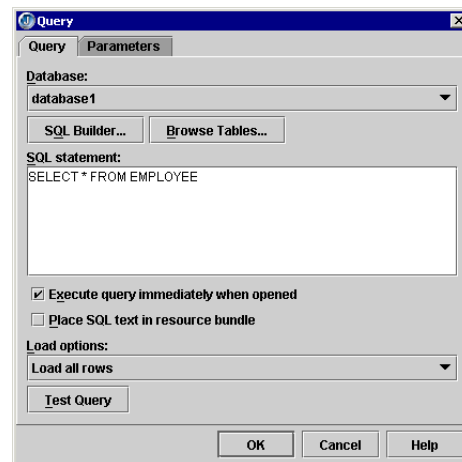 Query
Query Parameters
Database:
database1
SQL Builder... Browse Tables...
SQL statement:
SELECT * FROM EMPLOYEE
Execute query immediately when opened
Place SQL text in resource bundle
Load options:
Load all rows
Test Query
OK Cancel Help